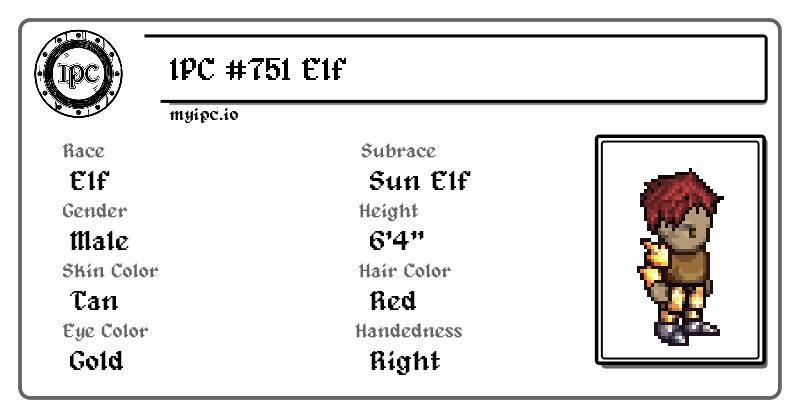 IPC
IPC #751 Elf
myipc.io
Race
Elf
Subrace
Sun Elf
Gender
Male
Height
6'4"
Skin Color
Tan
Hair Color
Red
Eye Color
Gold
Handedness
Right